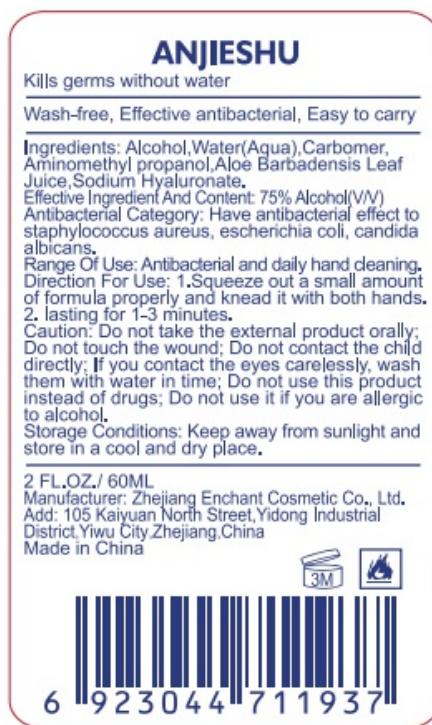 ANJIESHU
Kills germs without water
Wash-free, Effective antibacterial, Easy to carry
Ingredients: Alcohol,Water(Aqua),Carbomer,
Aminomethyl propanol,Aloe Barbadensis Leaf
Juice,Sodium Hyaluronate.
Effective Ingredient And Content: 75% Alcohol(V/V)
Antibacterial Category: Have antibacterial effect to
staphylococcus aureus, escherichia coli, candida
albicans.
Range Of Use: Antibacterial and daily hand cleaning.
Direction For Use: 1.Squeeze out a small amount
of formula properly and knead it with both hands.
2. lasting for 1-3 minutes.
Caution: Do not take the external product orally;
Do not touch the wound; Do not contact the child
directly; If you contact the eyes carelessly, wash
them with water in time; Do not use this product
instead of drugs; Do not use it if you are allergic
to alcohol.
Storage Conditions: Keep away from sunlight and
store in a cool and dry place.
2 FL.OZ./ 60ML
Manufacturer: Zhejiang Enchant Cosmetic Co., Ltd.
Add: 105 Kaiyuan North Street,Yidong Industrial
District,Yiwu City,Zhejiang,China
Made in China
3M
6 923044 711937